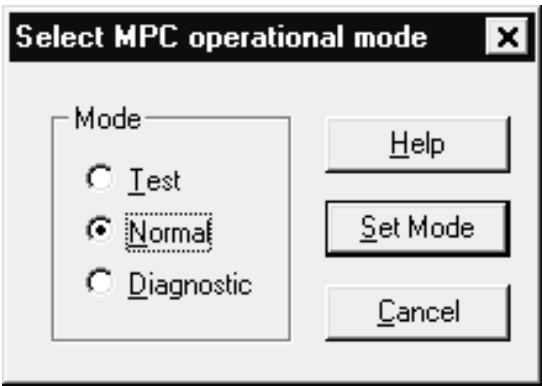 Select MPC operational mode
Mode
Test
Normal
Diagnostic
Help
Set Mode
Cancel